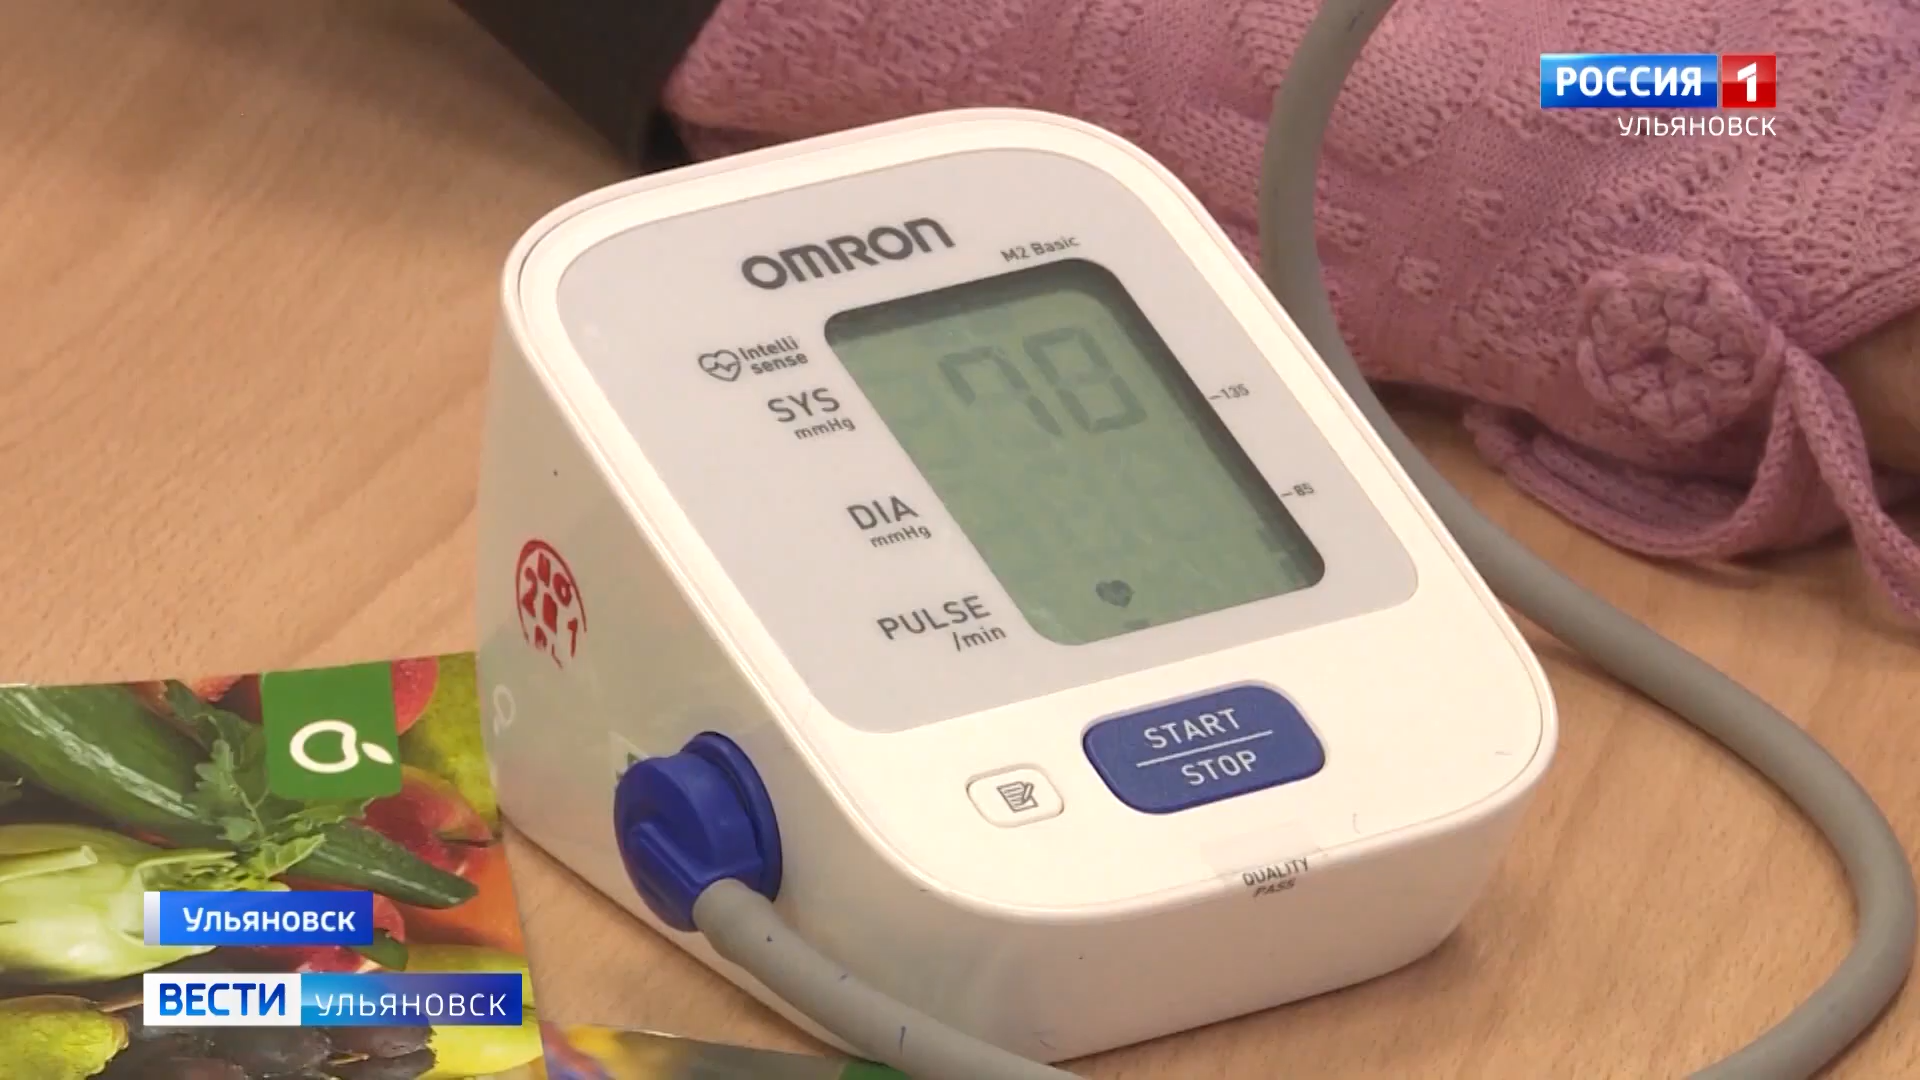 РОССИЯ 1
УЛЬЯНОВСК
OMRON
M2 Basic
intelli
sense
78
SYS
mmHg
135
DIA
mmHg
85
PULSE
/min
START
STOP
QUALITY
PASS
Ульяновск
ВЕСТИ УЛЬЯНОВСК